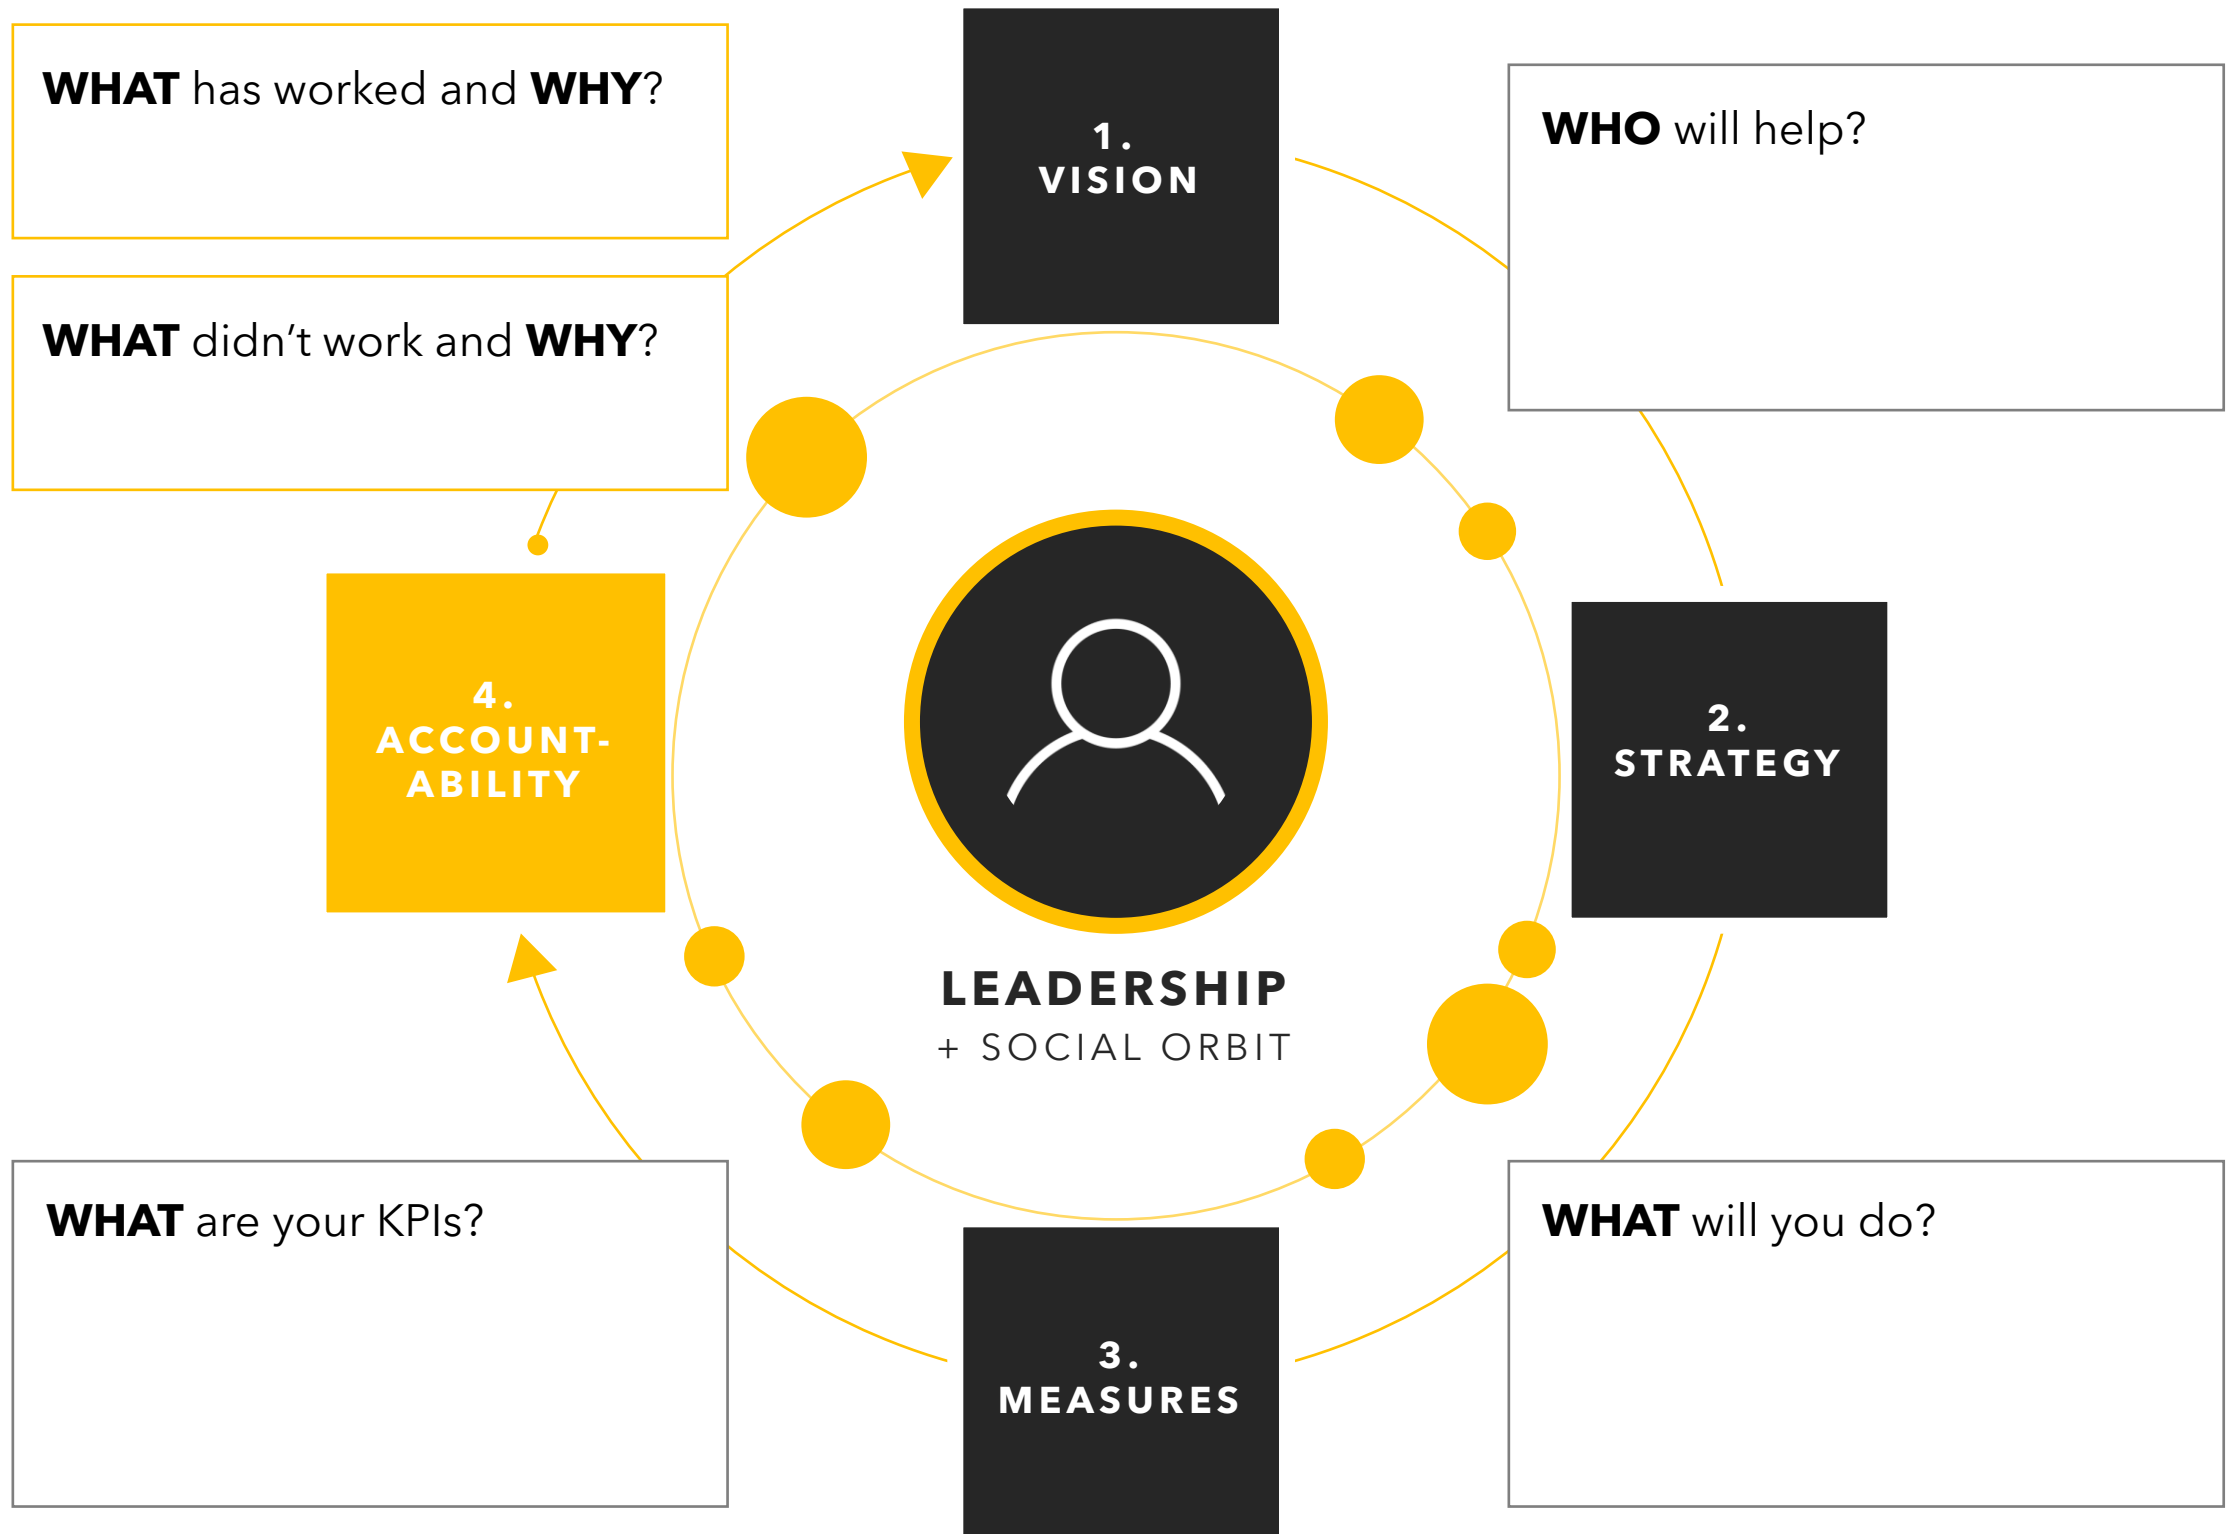 WHAT has worked and WHY?
WHAT didn’t work and WHY?
1.
VISION
WHO will help?
4.
ACCOUNT-
ABILITY
2.
STRATEGY
LEADERSHIP
+ SOCIAL ORBIT
WHAT are your KPIs?
3.
MEASURES
WHAT will you do?